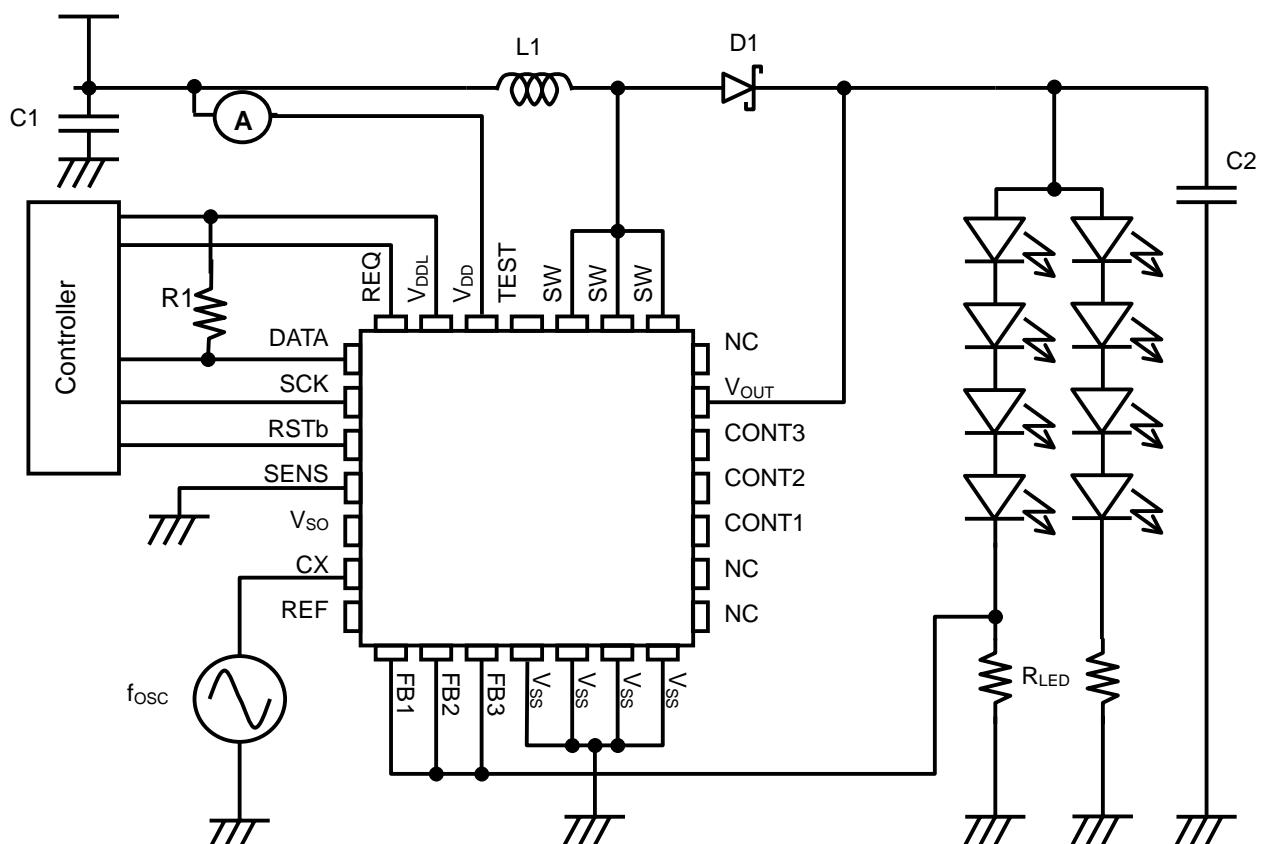 L1
D1
C1
A
C2
Controller
R1
REQ
VDDL
VDD
TEST
SW
SW
SW
DATA
SCK
RSTb
SENS
VSO
CX
REF
NC
VOUT
CONT3
CONT2
CONT1
NC
NC
FB1
FB2
FB3
VSS
VSS
VSS
VSS
fOSC
RLED